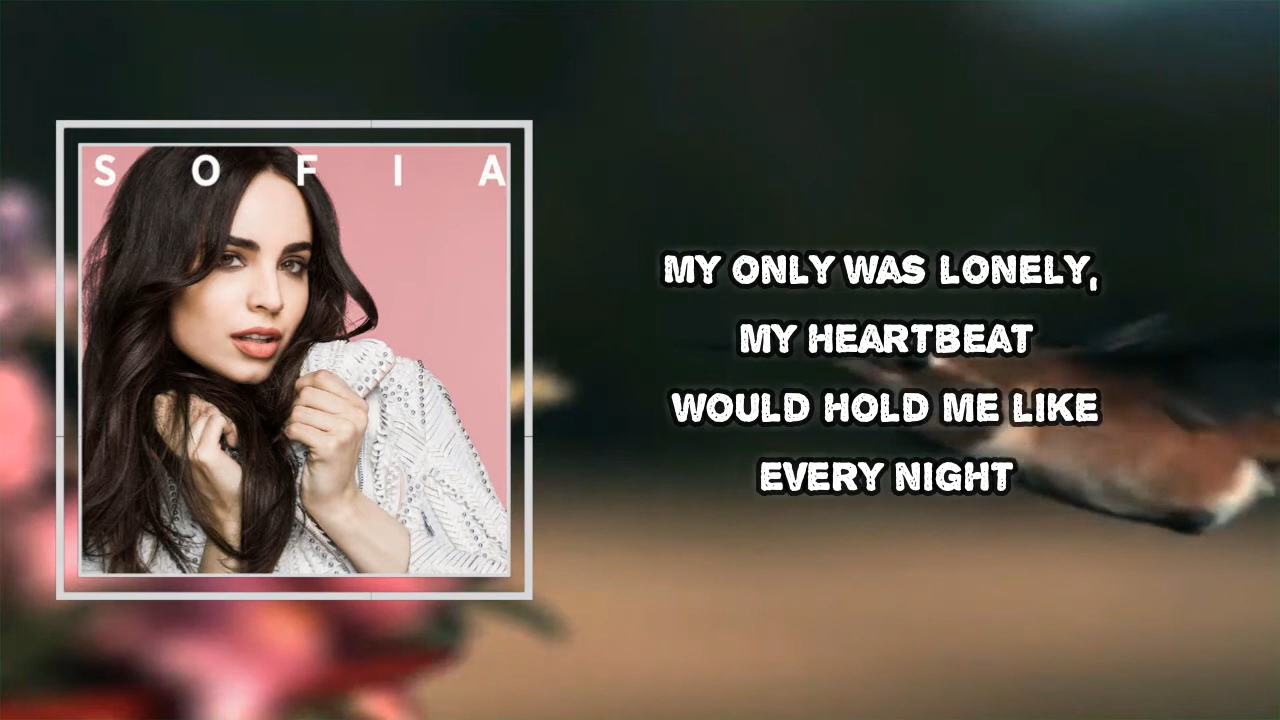 S O F I A
MY ONLY WAS LONELY,
MY HEARTBEAT
WOULD HOLD ME LIKE
EVERY NIGHT